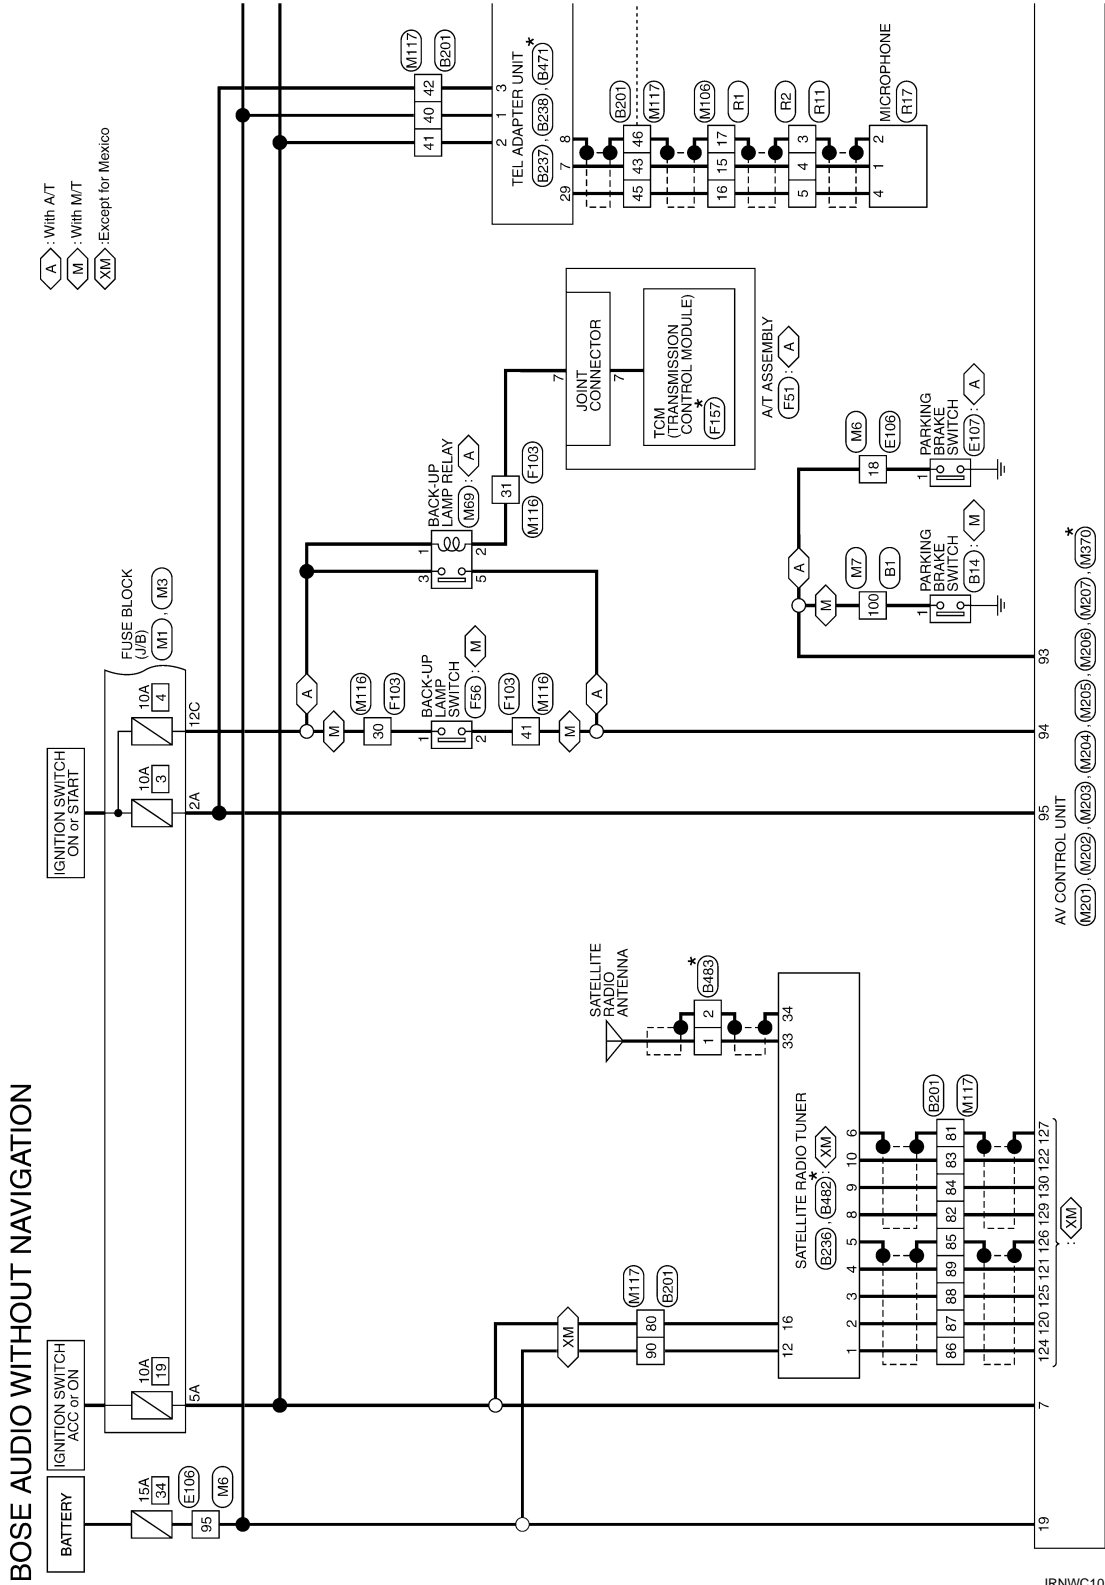 BOSE AUDIO WITHOUT NAVIGATION
BATTERY
15A
34
E106
95
M6
IGNITION SWITCH
ACC or ON
10A
19
5A
IGNITION SWITCH
ON or START
10A
3
2A
10A
4
12C
FUSE BLOCK
(J/B)
M1 , M3
A : With A/T
M : With M/T
XM :Except for Mexico
A
M
M116
30
F103
BACK-UP
LAMP
SWITCH
F56 : M
1
2
F103
41
M116
M
A
BACK-UP
LAMP RELAY
M69 : A
1
3
2
5
F103
31
M116
7
JOINT
CONNECTOR
7
TCM
(TRANSMISSION
CONTROL MODULE)
*
F157
A/T ASSEMBLY
F51 : A
M117
41 40 42
B201
2 1 3
TEL ADAPTER UNIT
*
B237 , B238 , B471
29 7 8
B201
45 43 46
M117
M106
16 15 17
R1
R2
5 4 3
R11
4 1 2
MICROPHONE
R17
XM
M117
90 80
B201
12 16
SATELLITE
RADIO
ANTENNA
*
B483
1 2
33 34
SATELLITE RADIO TUNER
*
B236 , B482 : XM
1 2 3 4 5 8 9 10 6
B201
86 87 88 89 85 82 84 83 81
M117
124 120 125 121 126 129 130 122 127
: XM
A
M
M7
100
B1
1
PARKING
BRAKE
SWITCH
B14 : M
M6
18
E106
1
PARKING
BRAKE
SWITCH
E107 : A
19 7 95 94 93
AV CONTROL UNIT
*
M201 , M202 , M203 , M204 , M205 , M206 , M207 , M370